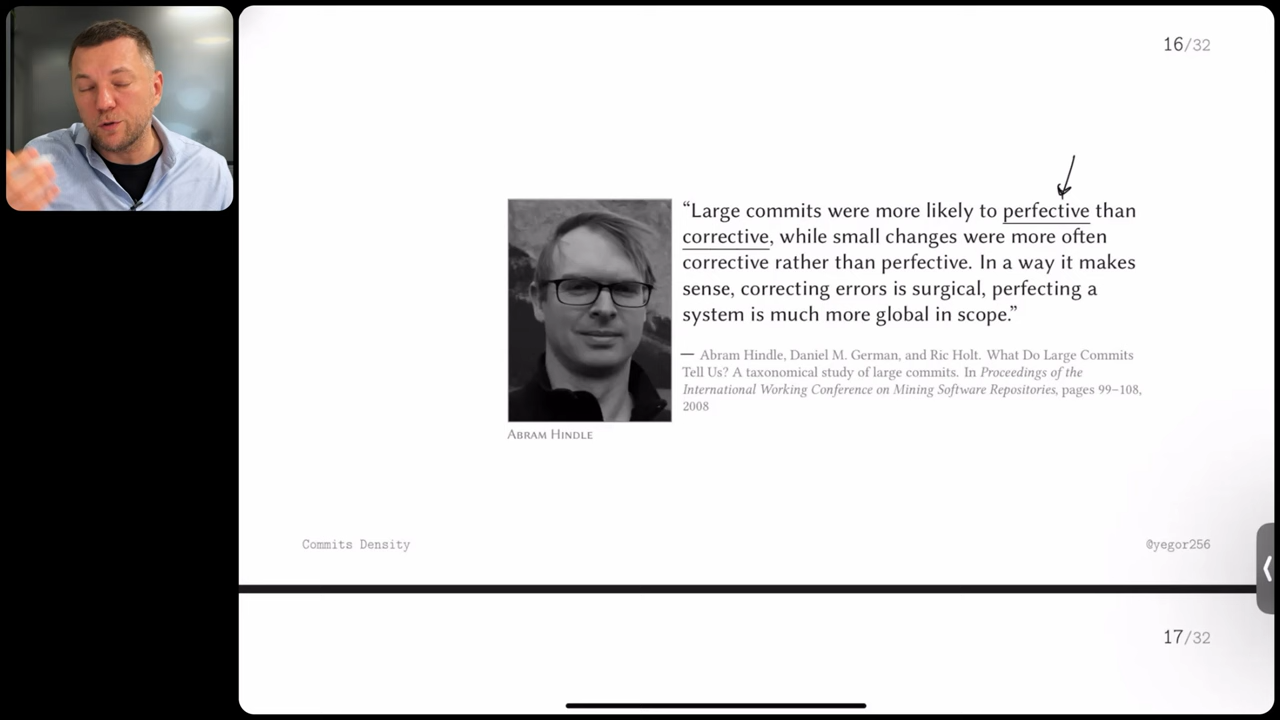 16/32
“Large commits were more likely to perfective than
corrective, while small changes were more often
corrective rather than perfective. In a way it makes
sense, correcting errors is surgical, perfecting a
system is much more global in scope.”
— Abram Hindle, Daniel M. German, and Ric Holt. What Do Large Commits
Tell Us? A taxonomical study of large commits. In Proceedings of the
International Working Conference on Mining Software Repositories, pages 99–108,
2008
Abram Hindle
Commits Density
@yegor256
17/32